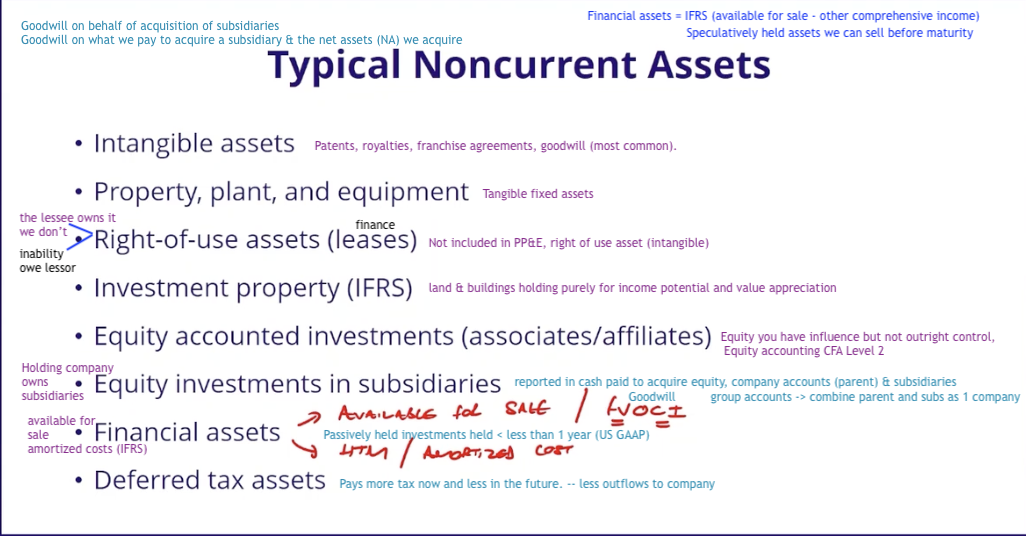 Goodwill on behalf of acquisition of subsidiaries
Goodwill on what we pay to acquire a subsidiary & the net assets (NA) we acquire
Financial assets = IFRS (available for sale - other comprehensive income)
Speculatively held assets we can sell before maturity
Typical Noncurrent Assets
• Intangible assets Patents, royalties, franchise agreements, goodwill (most common).
• Property, plant, and equipment Tangible fixed assets
the lessee owns it
we don't
inability
owe lessor
finance
• Right-of-use assets (leases) Not included in PP&E, right of use asset (intangible)
• Investment property (IFRS) land & buildings holding purely for income potential and value appreciation
• Equity accounted investments (associates/affiliates) Equity you have influence but not outright control,
Equity accounting CFA Level 2
Holding company
owns
subsidiaries
• Equity investments in subsidiaries reported in cash paid to acquire equity, company accounts (parent) & subsidiaries
Goodwill group accounts -> combine parent and subs as 1 company
AVAILABLE FOR SALE / FVOCI
available for
sale
amortized costs (IFRS)
• Financial assets Passively held investments held < less than 1 year (US GAAP)
HTM / AMORTIZED COST
• Deferred tax assets Pays more tax now and less in the future. -- less outflows to company